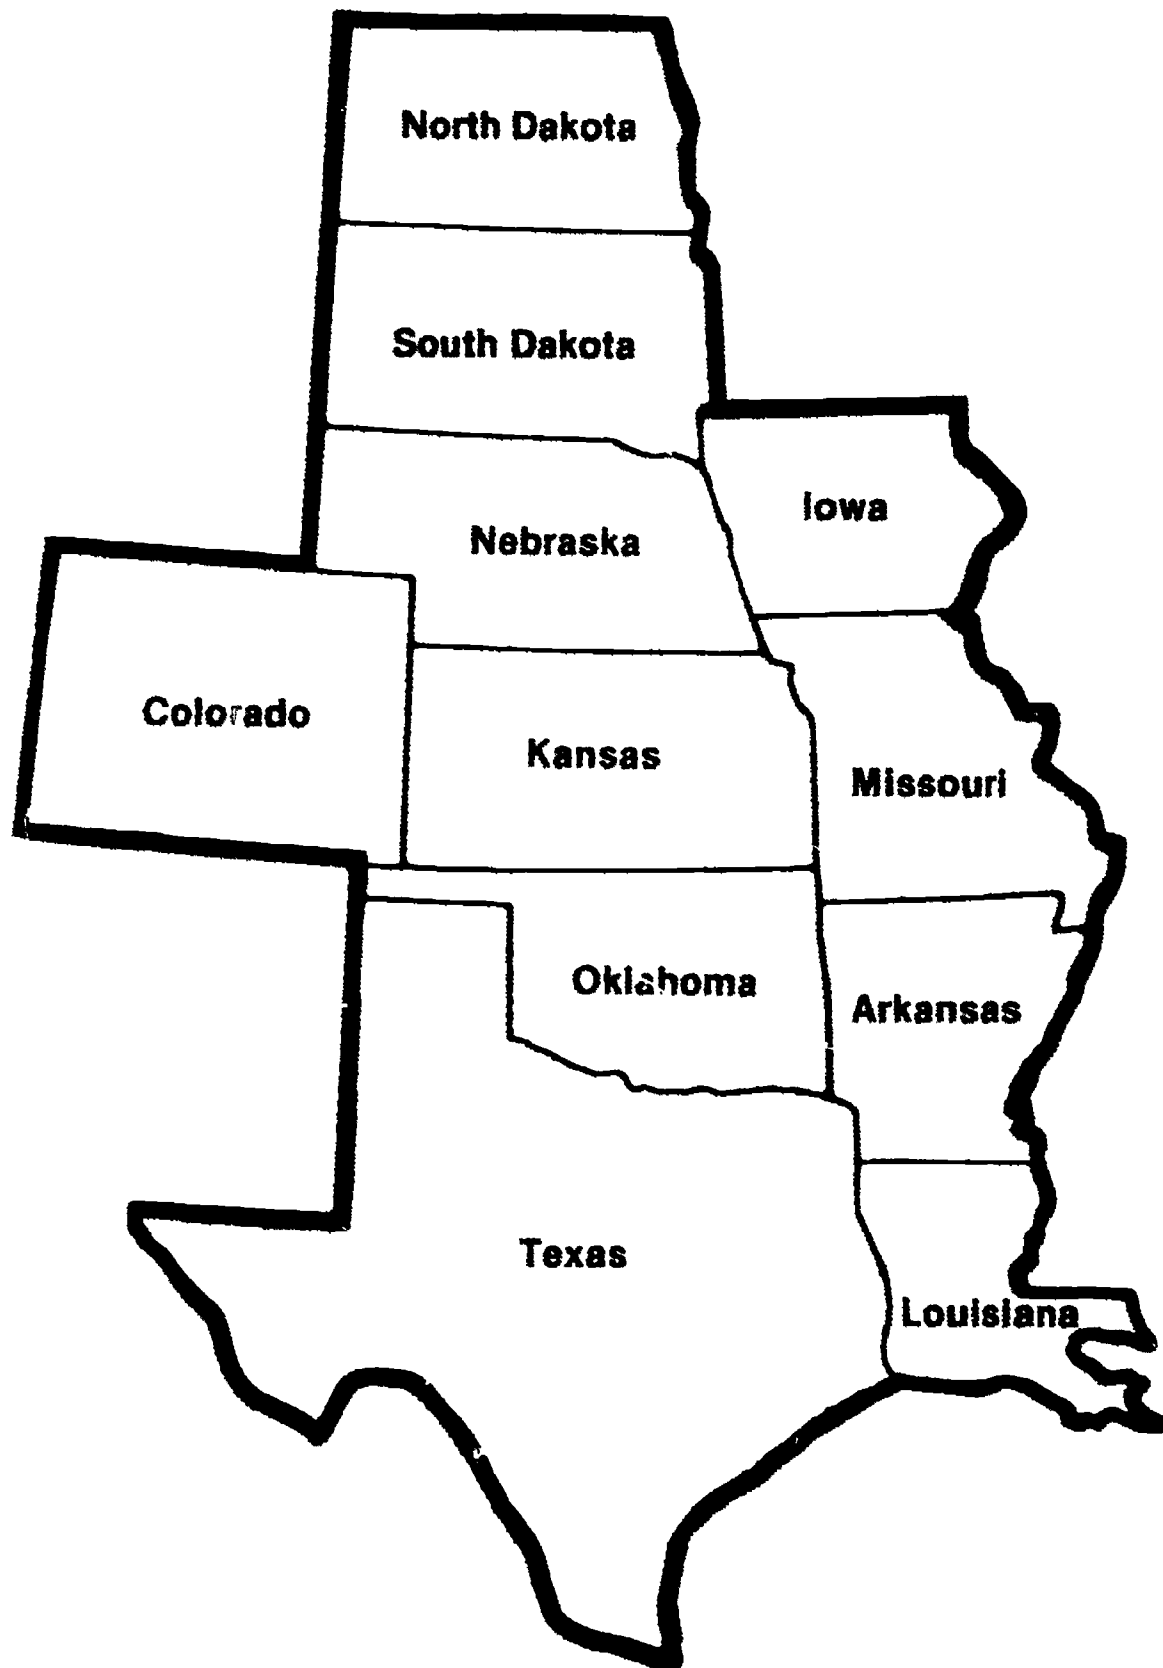 North Dakota
South Dakota
Iowa
Nebraska
Colorado
Kansas
Missouri
Oklahoma
Arkansas
Texas
Louisiana